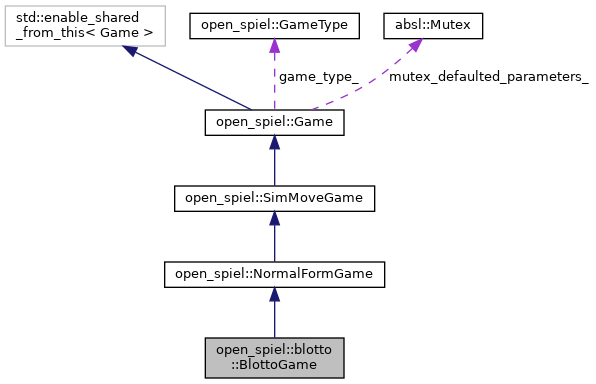 std::enable_shared
_from_this< Game >
open_spiel::GameType
absl::Mutex
game_type_
mutex_defaulted_parameters_
open_spiel::Game
open_spiel::SimMoveGame
open_spiel::NormalFormGame
open_spiel::blotto
::BlottoGame